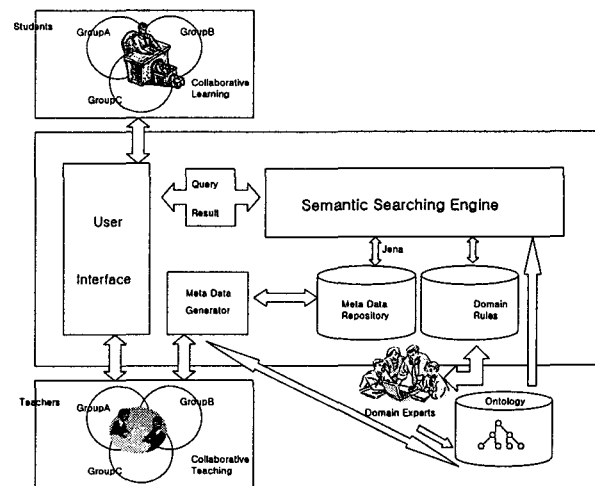 Students
GroupA
GroupB
GroupC
Collaborative
Learning
User
Interface
Query
Result
Semantic Searching Engine
Jena
Meta Data
Generator
Meta Data
Repository
Domain
Rules
Domain Experts
Ontology
Teachers
GroupA
GroupB
GroupC
Collaborative
Teaching